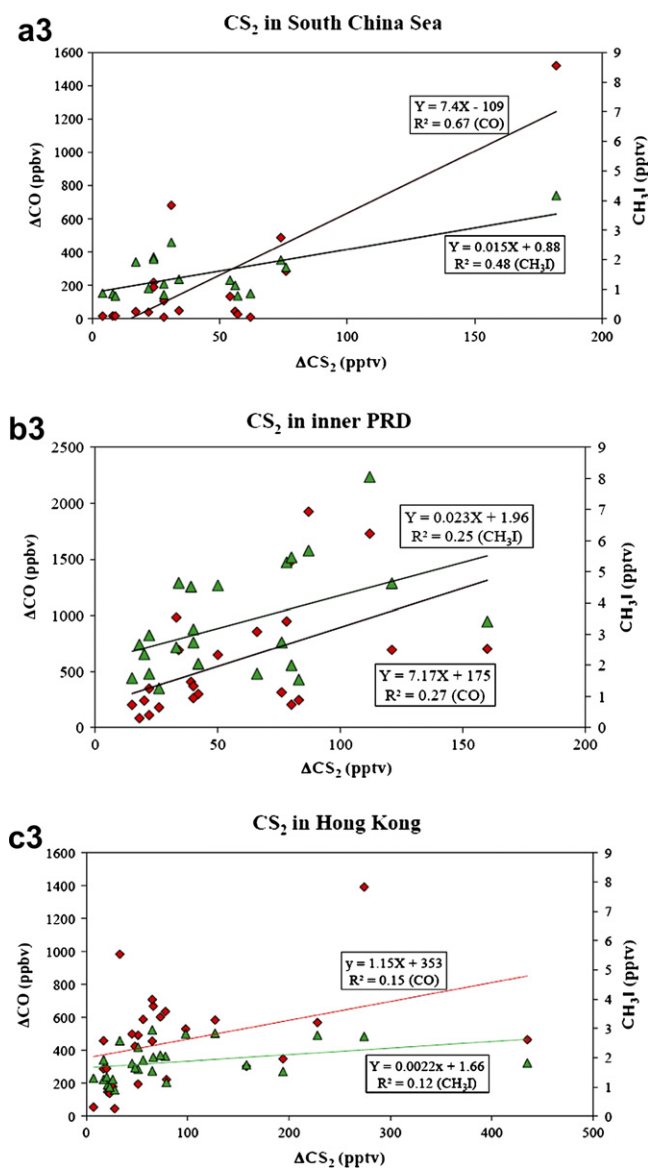 a3
CS₂ in South China Sea
1600
1400
1200
1000
800
600
400
200
0
ΔCO (ppbv)
9
8
7
6
5
4
3
2
1
0
CH₃I (pptv)
Y = 7.4X - 109
R² = 0.67 (CO)
Y = 0.015X + 0.88
R² = 0.48 (CH₃I)
0 50 100 150 200
ΔCS₂ (pptv)
b3
CS₂ in inner PRD
2500
2000
1500
1000
500
0
ΔCO (ppbv)
9
8
7
6
5
4
3
2
1
0
CH₃I (pptv)
Y = 0.023X + 1.96
R² = 0.25 (CH₃I)
Y = 7.17X + 175
R² = 0.27 (CO)
0 50 100 150 200
ΔCS₂ (pptv)
c3
CS₂ in Hong Kong
1600
1400
1200
1000
800
600
400
200
0
ΔCO (ppbv)
9
8
7
6
5
4
3
2
1
0
CH₃I (pptv)
y = 1.15X + 353
R² = 0.15 (CO)
Y = 0.0022x + 1.66
R² = 0.12 (CH₃I)
0 100 200 300 400 500
ΔCS₂ (pptv)